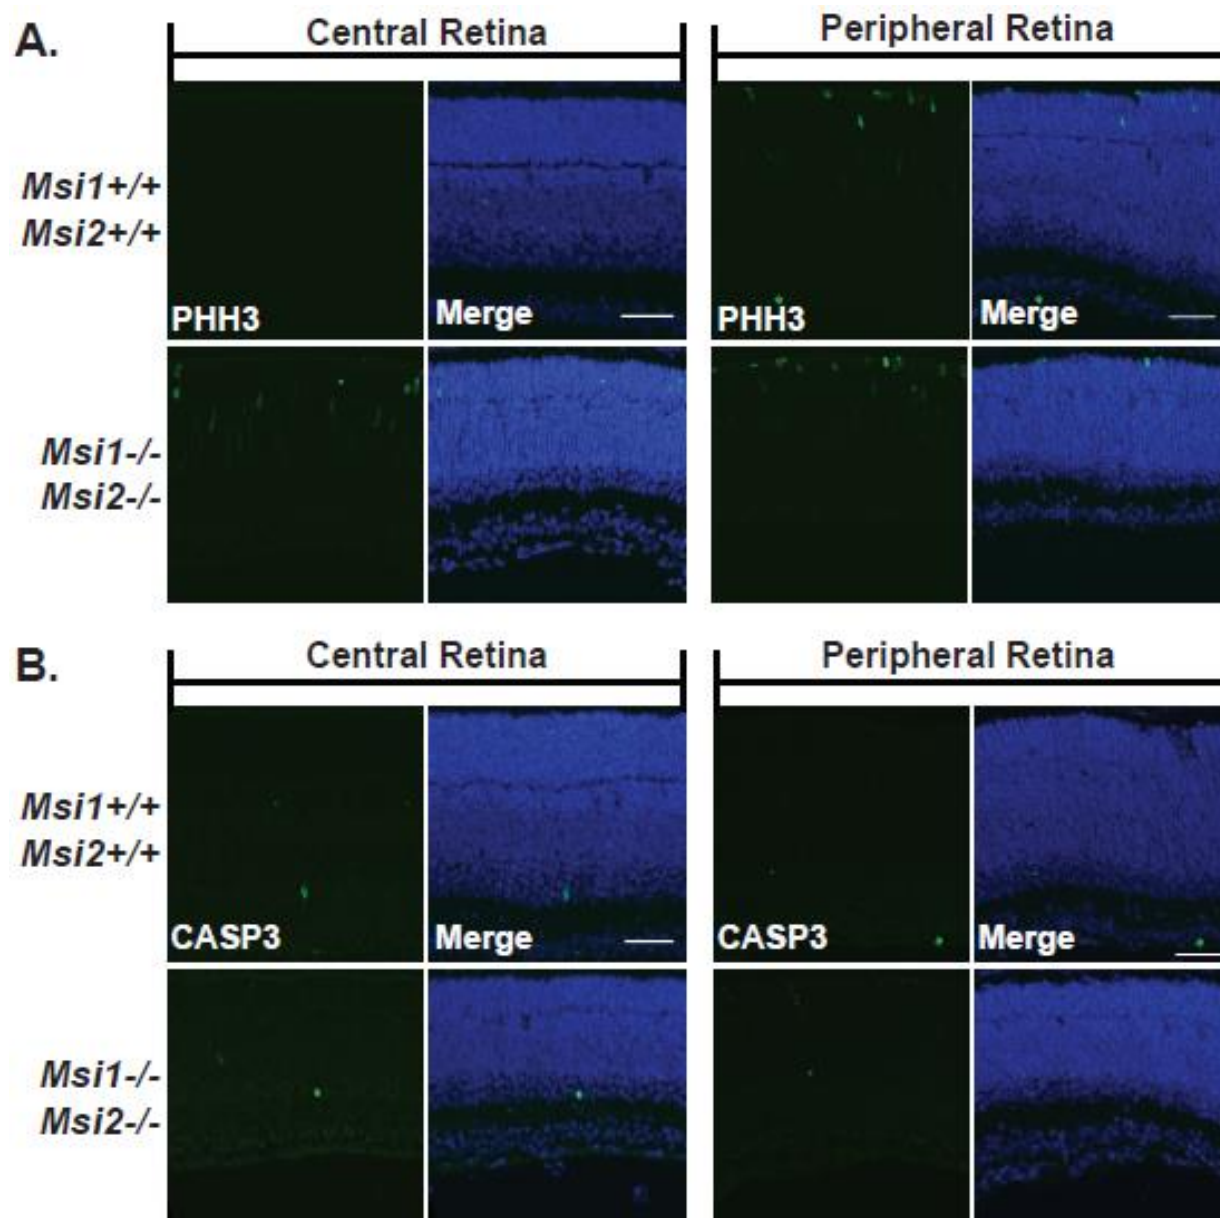 A.
Central Retina
Peripheral Retina
Msi1+/+
Msi2+/+
PHH3
Merge
PHH3
Merge
Msi1-/-
Msi2-/-
B.
Central Retina
Peripheral Retina
Msi1+/+
Msi2+/+
CASP3
Merge
CASP3
Merge
Msi1-/-
Msi2-/-